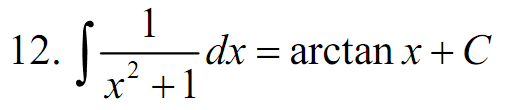 12. ∫ 1/(x² + 1) dx = arctan x + C